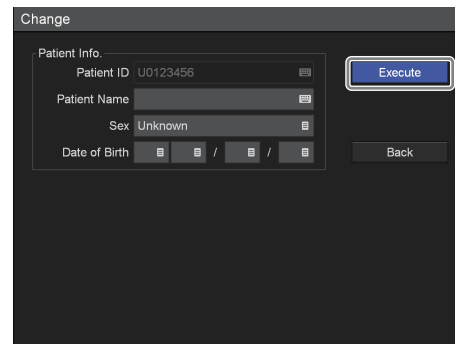 Change
Patient Info.
Patient ID U0123456
Execute
Patient Name
Sex Unknown
Date of Birth / /
Back